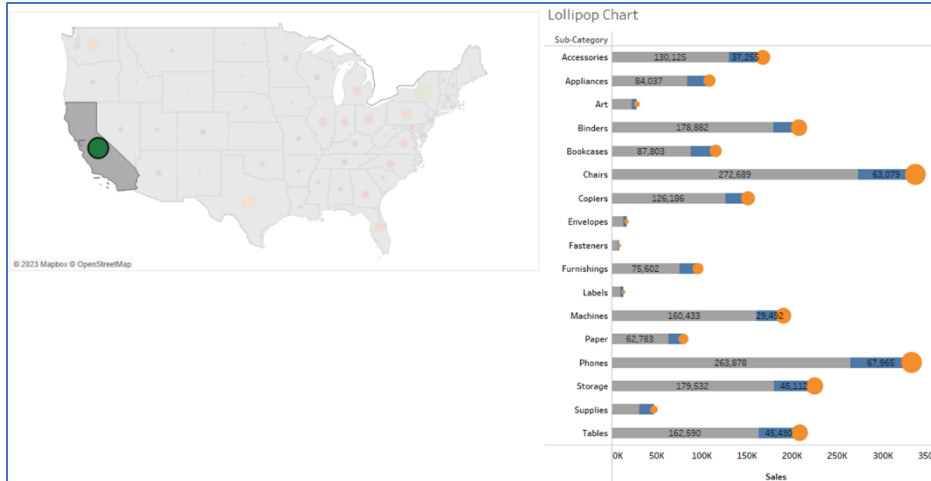 Lollipop Chart
Sub-Category
Accessories 130,125 37,255
Appliances 84,037
Art
Binders 178,882
Bookcases 87,803
Chairs 272,689 63,079
Copiers 126,186
Envelopes
Fasteners
Furnishings 75,602
Labels
Machines 160,433 29,492
Paper 62,783
Phones 263,878 67,965
Storage 179,532 45,112
Supplies
Tables 162,590 45,430
0K 50K 100K 150K 200K 250K 300K 350
Sales
© 2023 Mapbox © OpenStreetMap